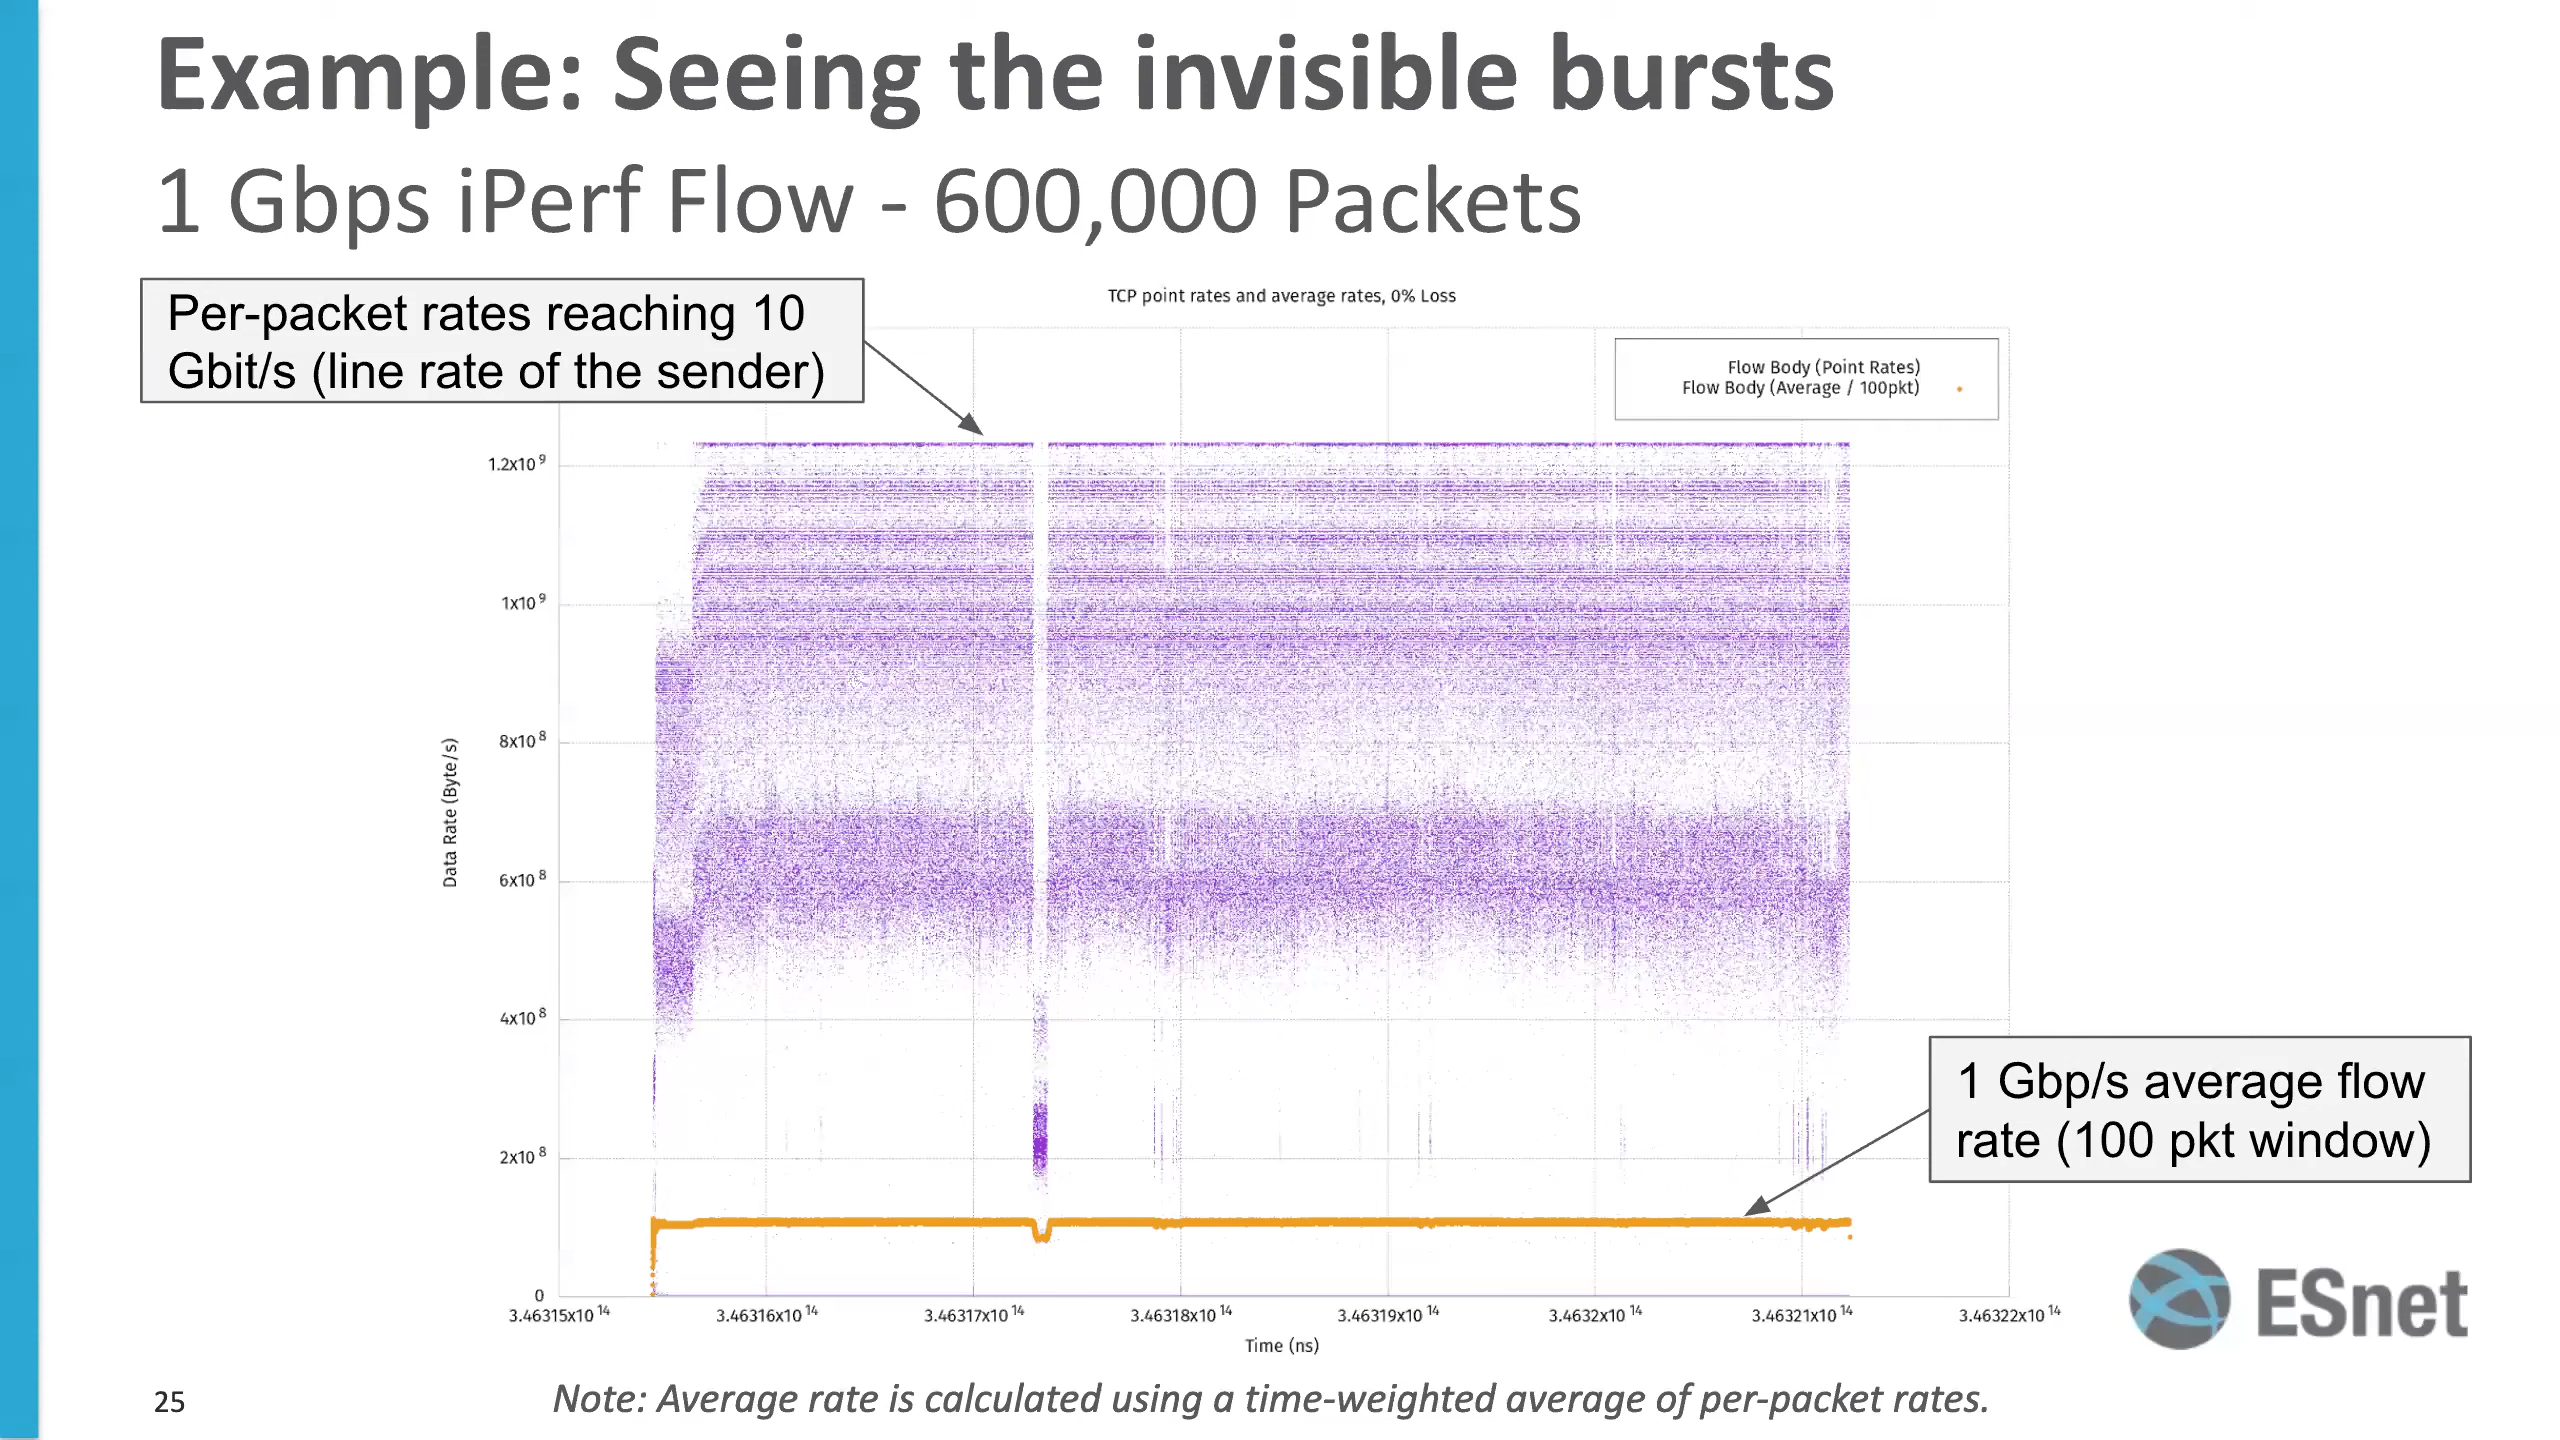 Example: Seeing the invisible bursts
1 Gbps iPerf Flow - 600,000 Packets
Per-packet rates reaching 10
Gbit/s (line rate of the sender)
TCP point rates and average rates, 0% Loss
Flow Body (Point Rates)
Flow Body (Average / 100pkt)
1.2x10⁹
1x10⁹
8x10⁸
6x10⁸
4x10⁸
2x10⁸
0
Data Rate (Byte/s)
1 Gbp/s average flow
rate (100 pkt window)
3.46315x10¹⁴ 3.46316x10¹⁴ 3.46317x10¹⁴ 3.46318x10¹⁴ 3.46319x10¹⁴ 3.4632x10¹⁴ 3.46321x10¹⁴ 3.46322x10¹⁴
Time (ns)
ESnet
25
Note: Average rate is calculated using a time-weighted average of per-packet rates.